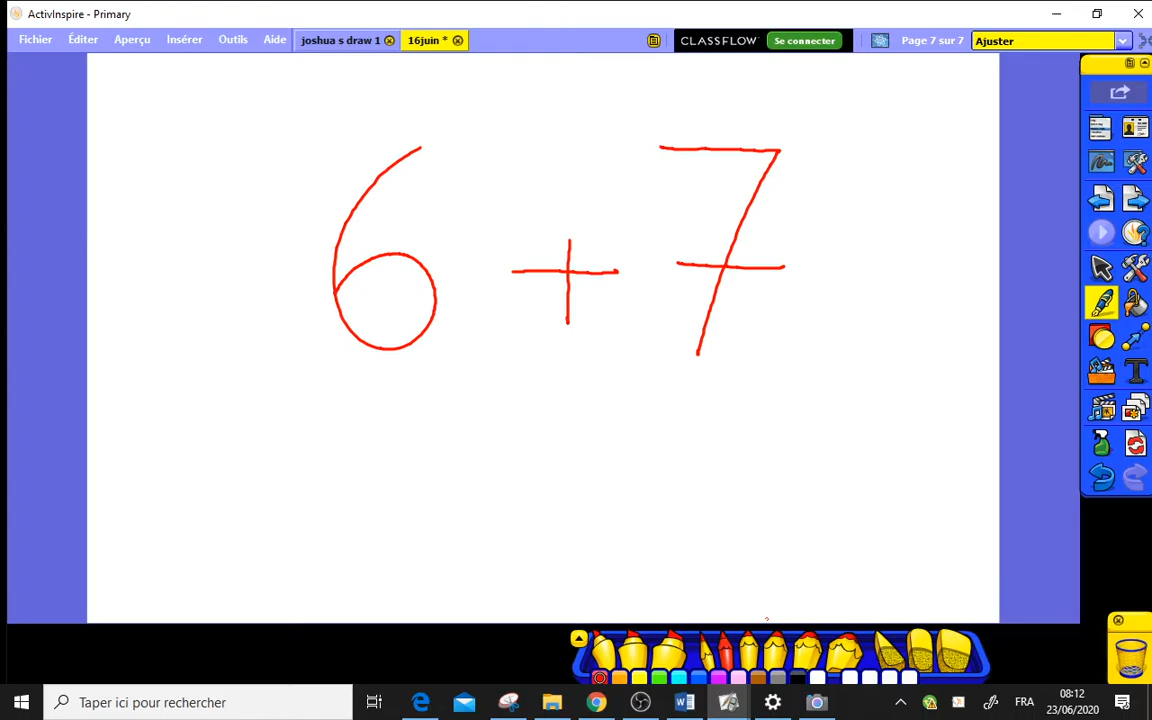 ActivInspire - Primary
Fichier Éditer Aperçu Insérer Outils Aide joshua s draw 1 16juin * CLASSFLOW Se connecter Page 7 sur 7 Ajuster
6 + 7
Taper ici pour rechercher
FRA
08:12
23/06/2020